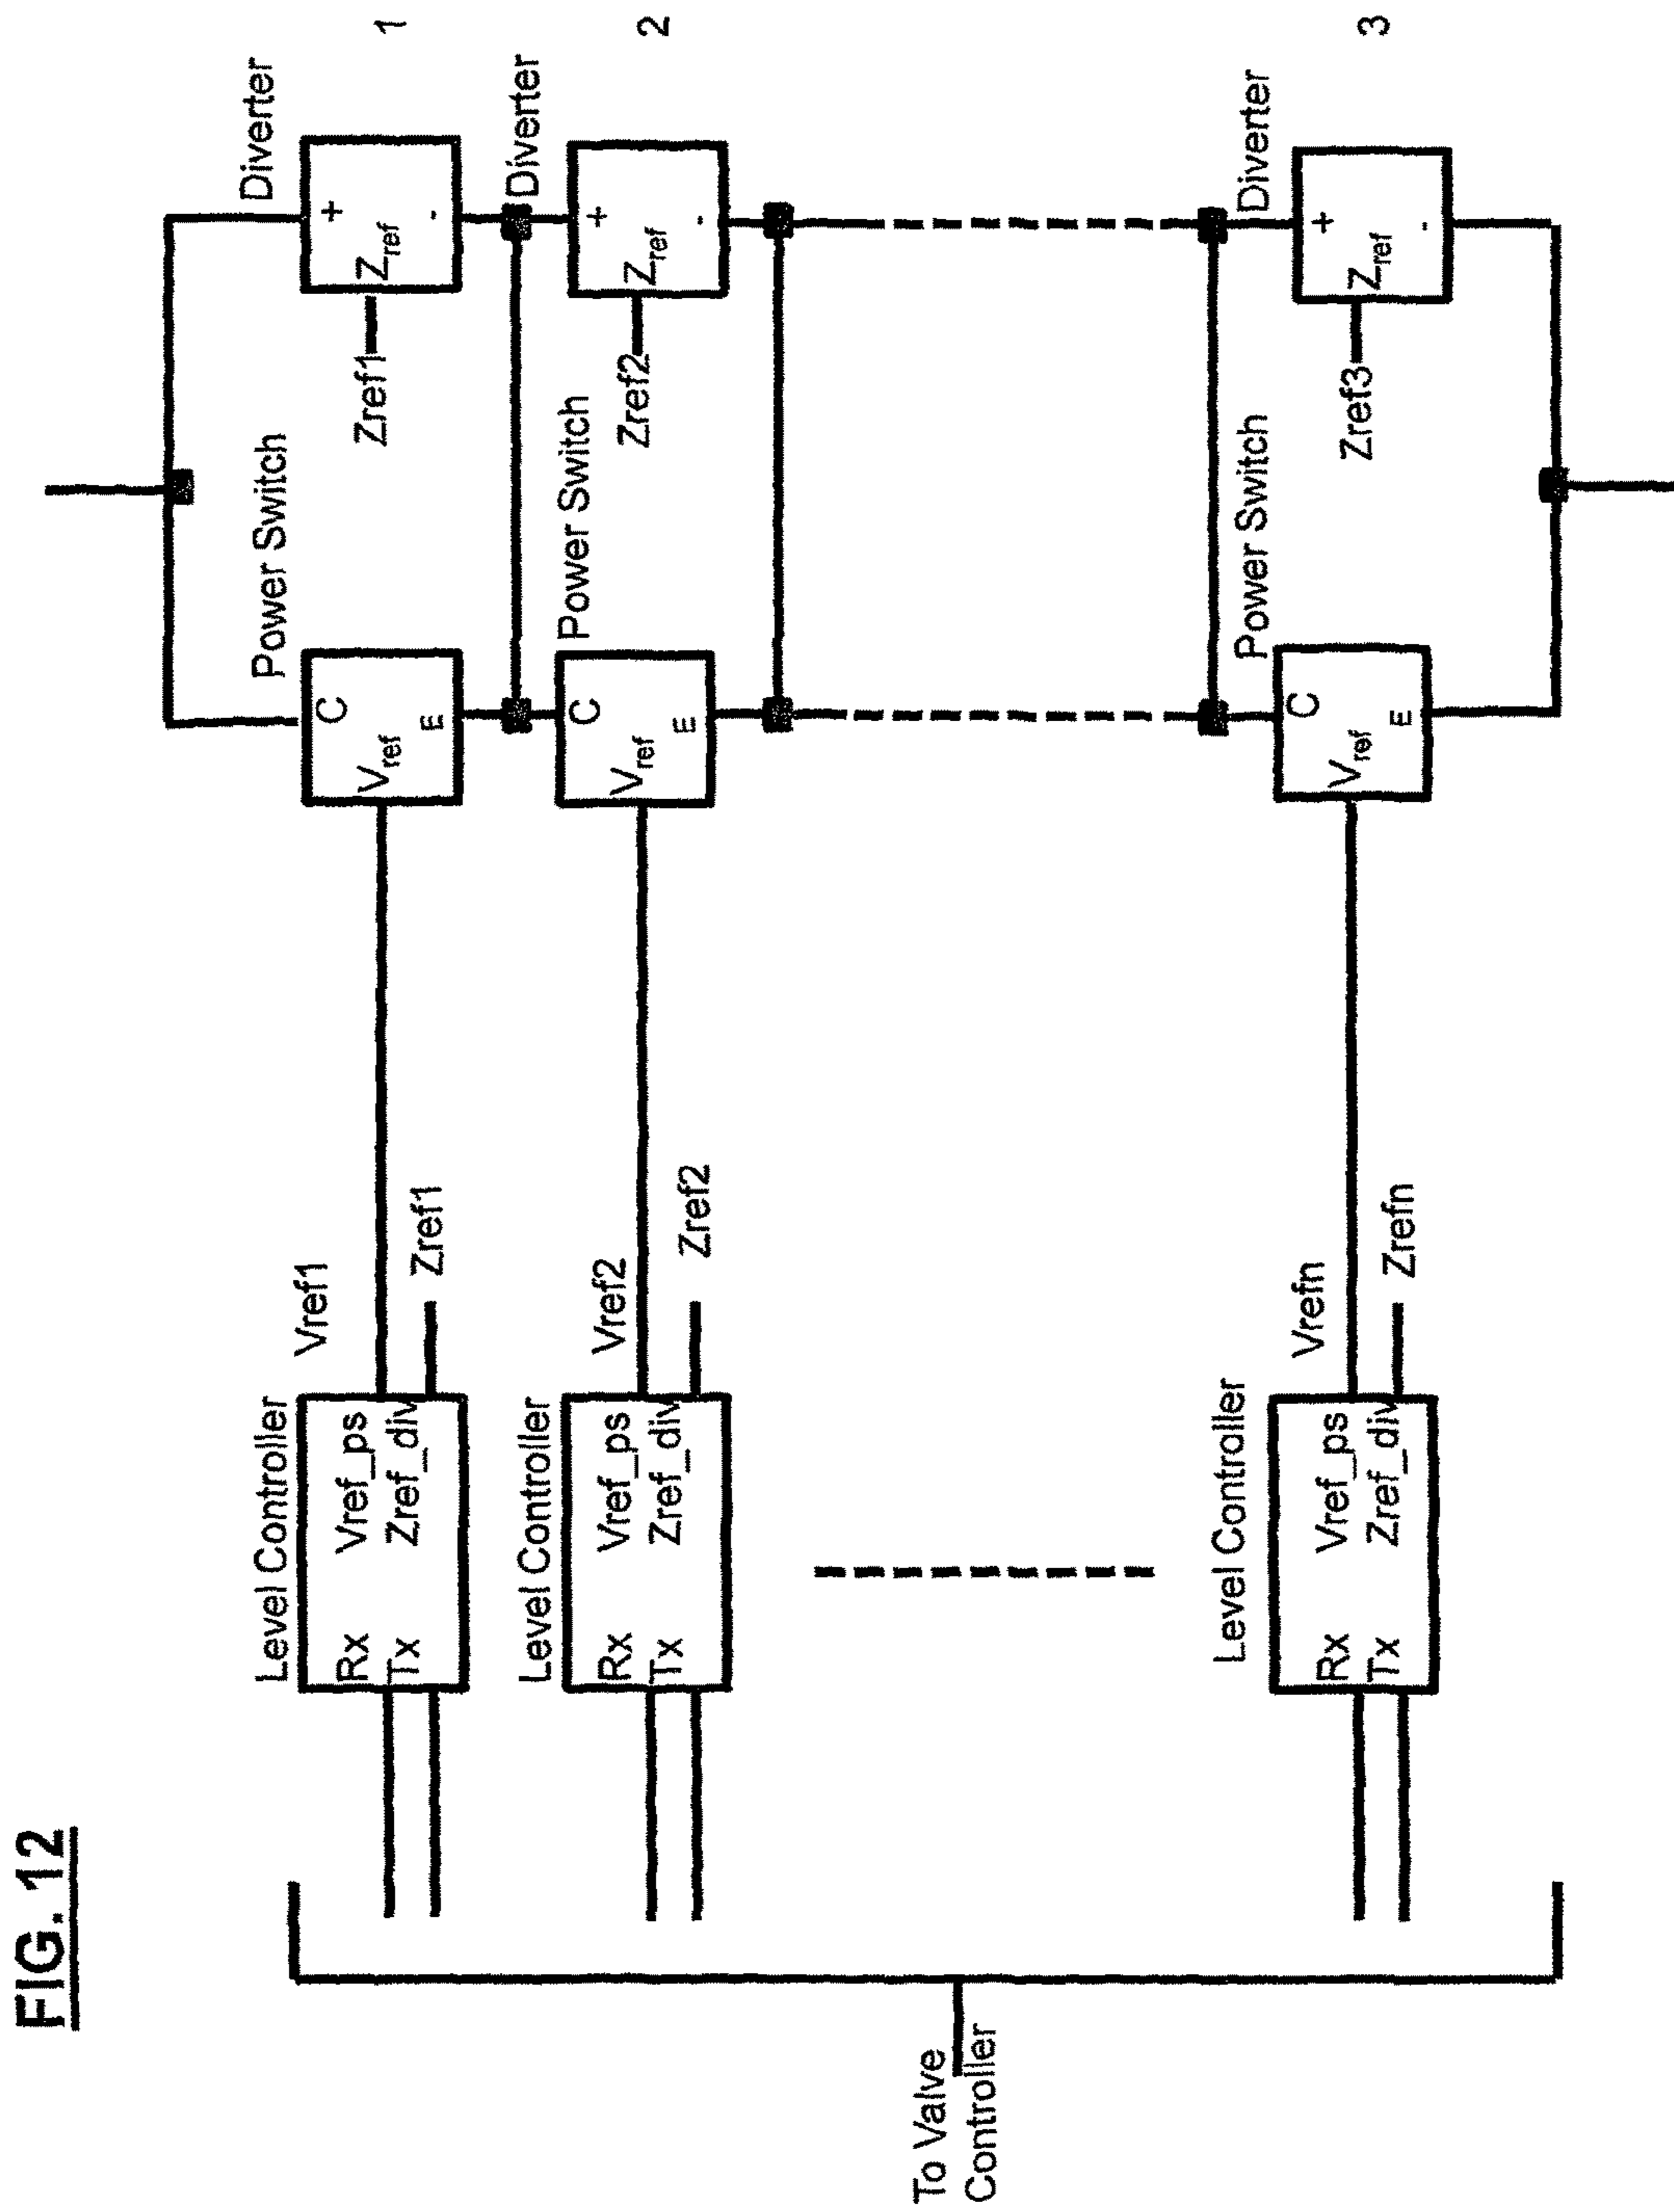 FIG. 12
Level Controller
Rx
Vref_ps
Tx
Zref_div
Vref1
Zref1
Power Switch
C
Vref
E
Zref1
Diverter
+
Zref
-
1
Level Controller
Rx
Vref_ps
Tx
Zref_div
Vref2
Zref2
Power Switch
C
Vref
E
Zref2
Diverter
+
Zref
-
2
Level Controller
Rx
Vref_ps
Tx
Zref_div
Vrefn
Zrefn
Power Switch
C
Vref
E
Zref3
Diverter
+
Zref
-
3
To Valve
Controller